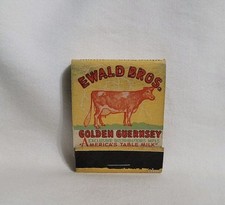 EWALD BROS.
GOLDEN GUERNSEY
"AMERICA'S TABLE MILK"